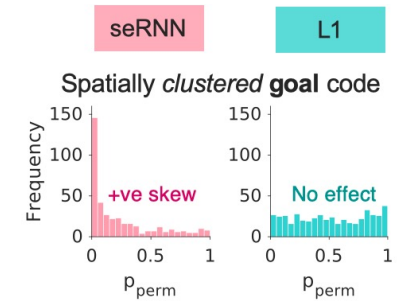 seRNN
L1
Spatially clustered goal code
Frequency
150
100
50
0
+ve skew
0
0.5
1
p_perm
150
100
50
0
No effect
0
0.5
1
p_perm